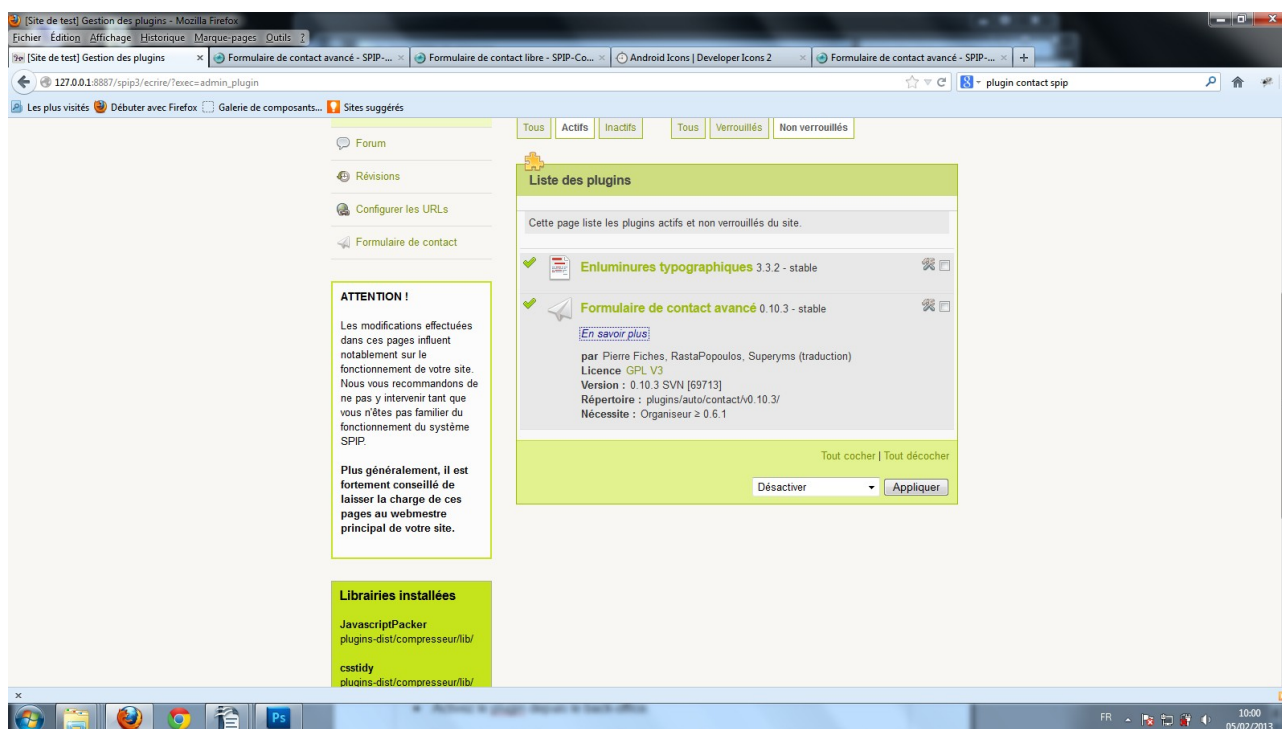 [Site de test] Gestion des plugins - Mozilla Firefox
Fichier Édition Affichage Historique Marque-pages Outils ?
[Site de test] Gestion des plugins × Formulaire de contact avancé - SPIP-... × Formulaire de contact libre - SPIP-Co... × Android Icons | Developer Icons 2 × Formulaire de contact avancé - SPIP-... × +
127.0.0.1:8887/spip3/ecrire/?exec=admin_plugin
plugin contact spip
Les plus visités Débuter avec Firefox Galerie de composants... Sites suggérés
Tous Actifs Inactifs Tous Verrouillés Non verrouillés
Forum
Révisions
Configurer les URLs
Formulaire de contact
ATTENTION !
Les modifications effectuées
dans ces pages influent
notablement sur le
fonctionnement de votre site.
Nous vous recommandons de
ne pas y intervenir tant que
vous n'êtes pas familier du
fonctionnement du système
SPIP.
Plus généralement, il est
fortement conseillé de
laisser la charge de ces
pages au webmestre
principal de votre site.
Librairies installées
JavascriptPacker
plugins-dist/compresseur/lib/
csstidy
plugins-dist/compresseur/lib/
Liste des plugins
Cette page liste les plugins actifs et non verrouillés du site.
Enluminures typographiques 3.3.2 - stable
Formulaire de contact avancé 0.10.3 - stable
En savoir plus
par Pierre Fiches, RastaPopoulos, Superyms (traduction)
Licence GPL V3
Version : 0.10.3 SVN [69713]
Répertoire : plugins/auto/contact/v0.10.3/
Nécessite : Organiseur ≥ 0.6.1
Tout cocher | Tout décocher
Désactiver Appliquer
×
Activez le plugin depuis le back-office.
Ps
FR
10:00
05/02/2013